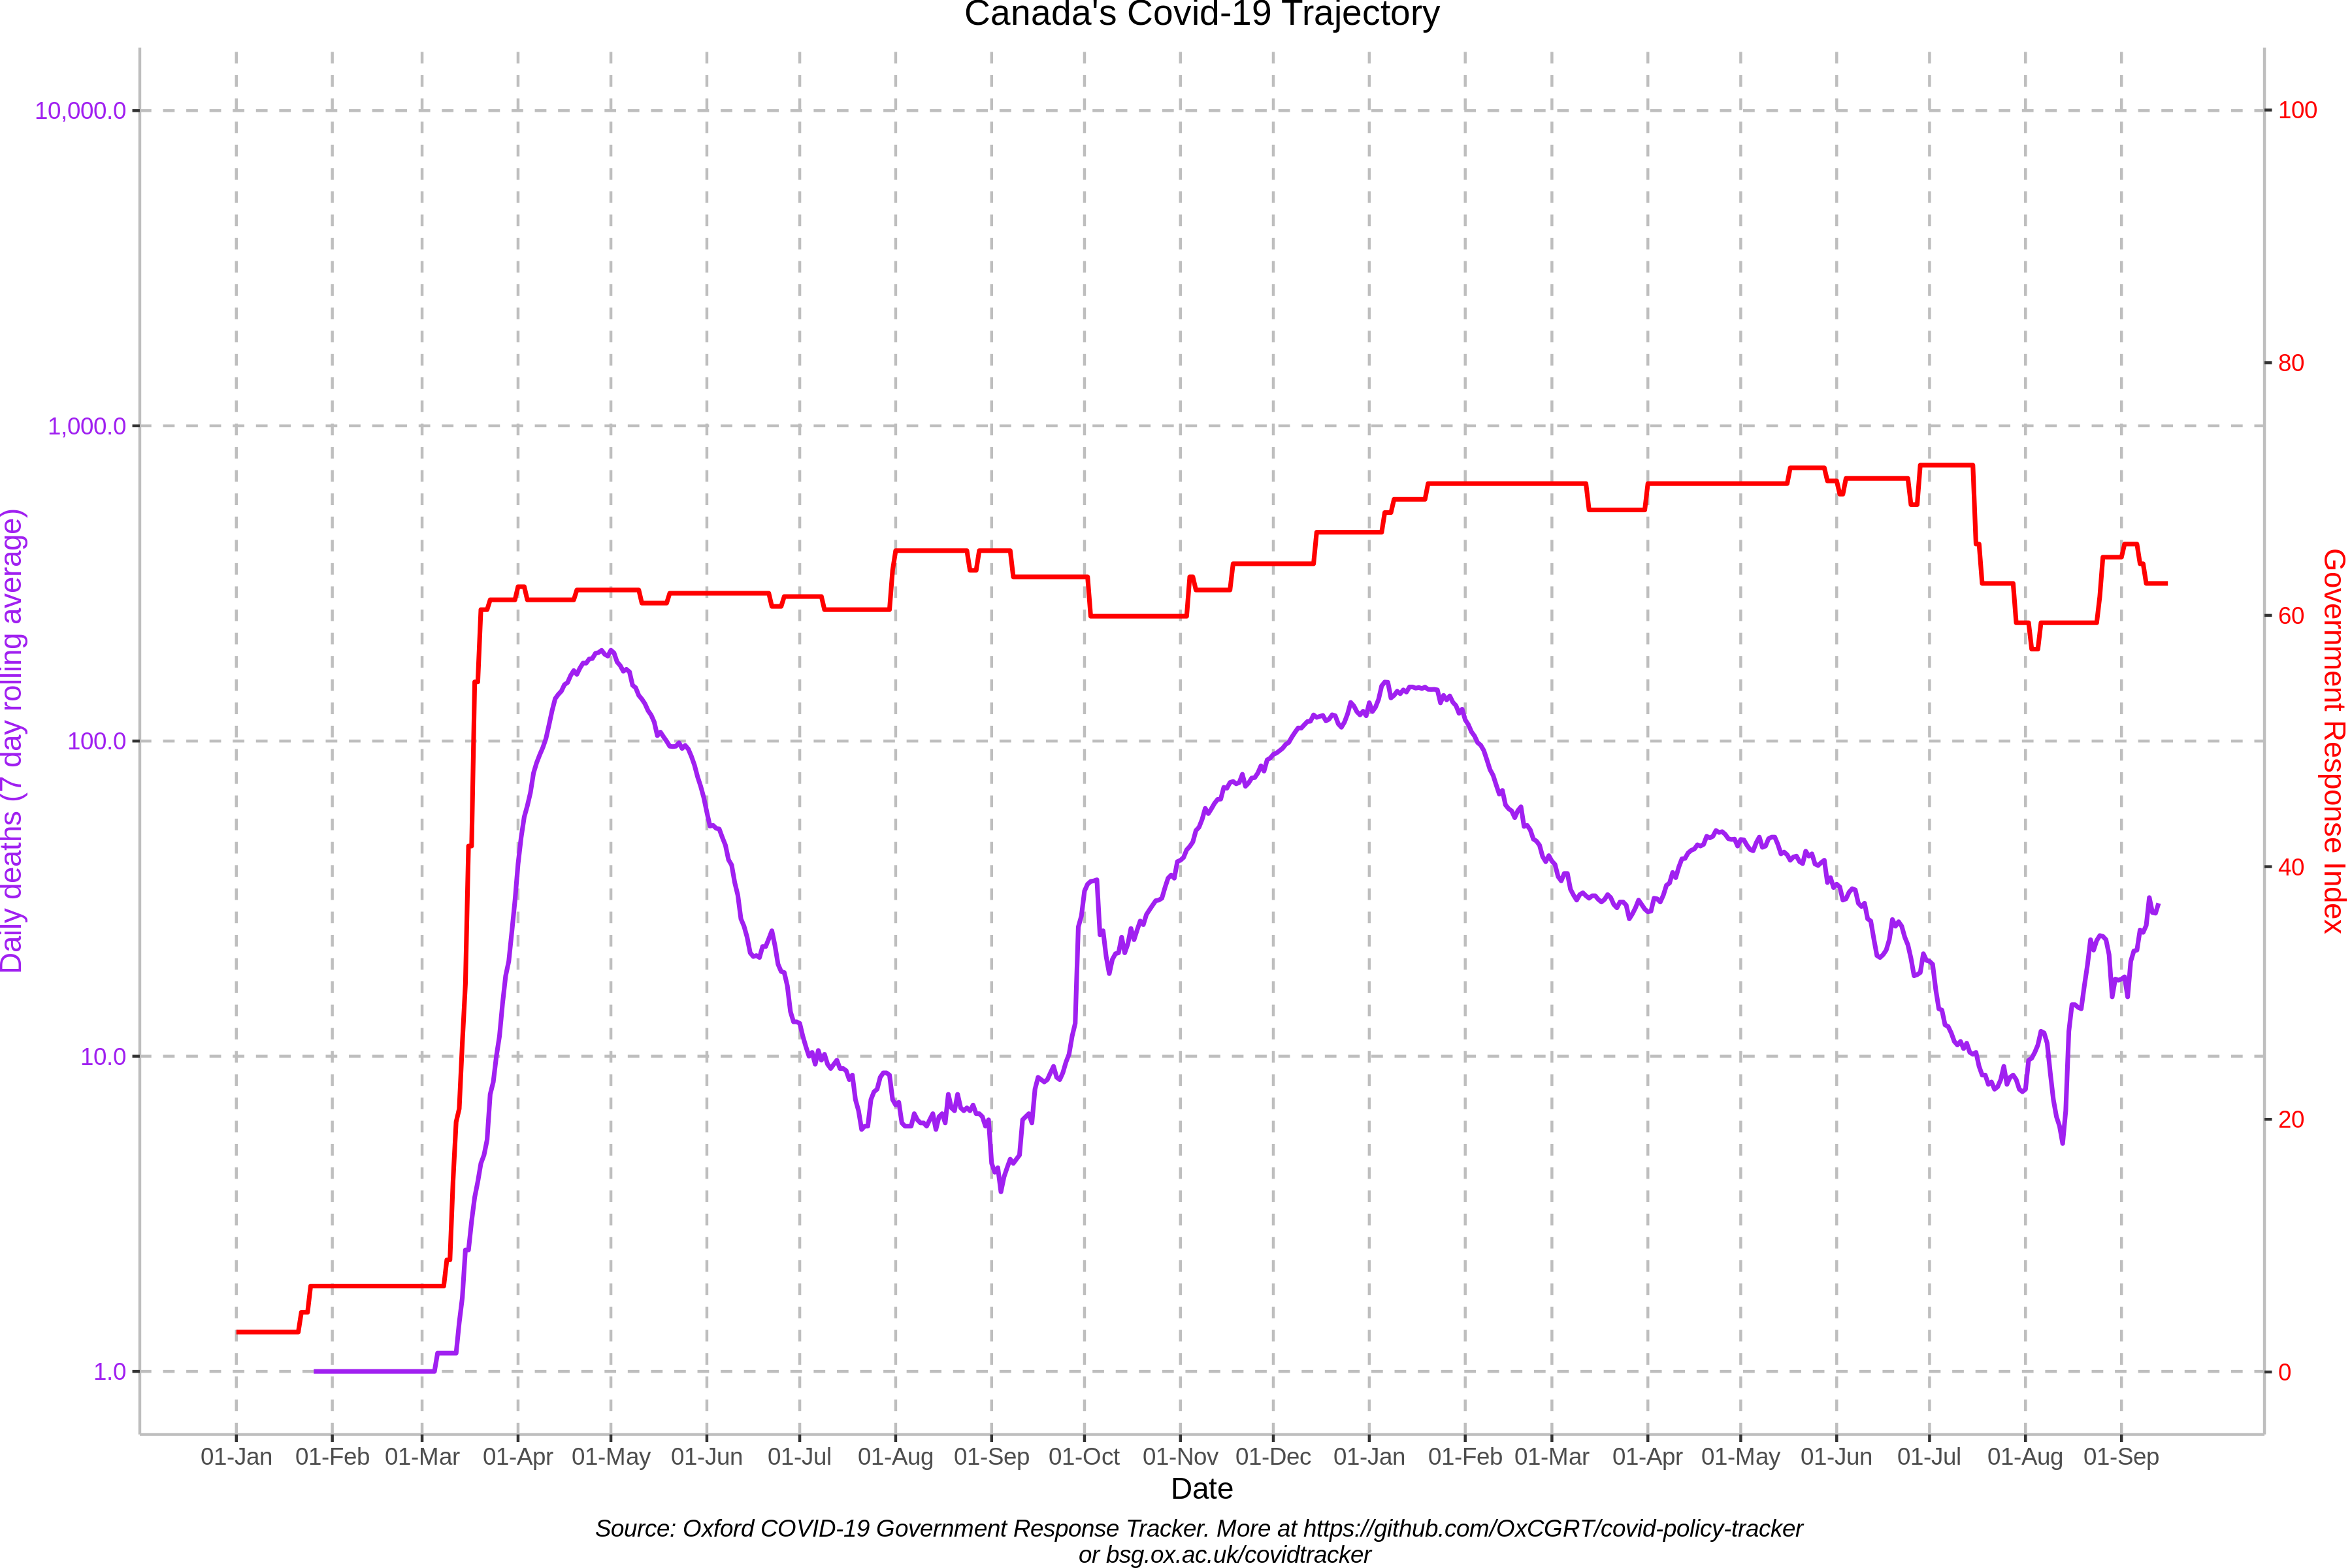 Canada's Covid-19 Trajectory
10,000.0
1,000.0
100.0
10.0
1.0
Daily deaths (7 day rolling average)
100
80
60
40
20
0
Government Response Index
01-Jan 01-Feb 01-Mar 01-Apr 01-May 01-Jun 01-Jul 01-Aug 01-Sep 01-Oct 01-Nov 01-Dec 01-Jan 01-Feb 01-Mar 01-Apr 01-May 01-Jun 01-Jul 01-Aug 01-Sep
Date
Source: Oxford COVID-19 Government Response Tracker. More at https://github.com/OxCGRT/covid-policy-tracker
or bsg.ox.ac.uk/covidtracker